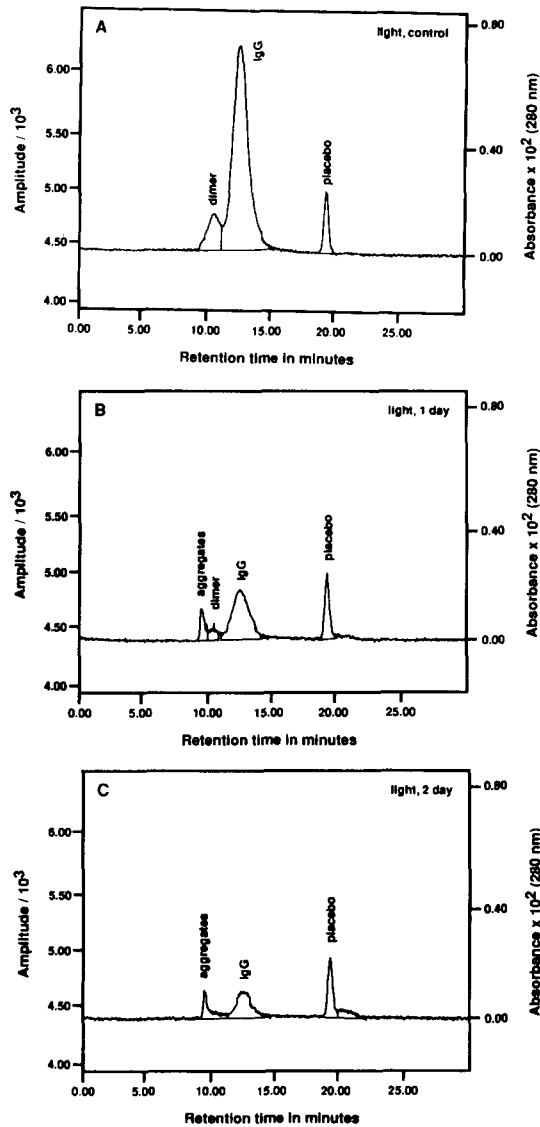 A
light, control
IgG
dimer
placebo
Amplitude / 10³
6.00
5.50
5.00
4.50
4.00
Absorbance x 10² (280 nm)
0.80
0.40
0.00
0.00 5.00 10.00 15.00 20.00 25.00
Retention time in minutes
B
light, 1 day
aggregates
dimer
IgG
placebo
Amplitude / 10³
6.00
5.50
5.00
4.50
4.00
Absorbance x 10² (280 nm)
0.80
0.40
0.00
0.00 5.00 10.00 15.00 20.00 25.00
Retention time in minutes
C
light, 2 day
aggregates
IgG
placebo
Amplitude / 10³
6.00
5.50
5.00
4.50
4.00
Absorbance x 10² (280 nm)
0.80
0.40
0.00
0.00 5.00 10.00 15.00 20.00 25.00
Retention time in minutes